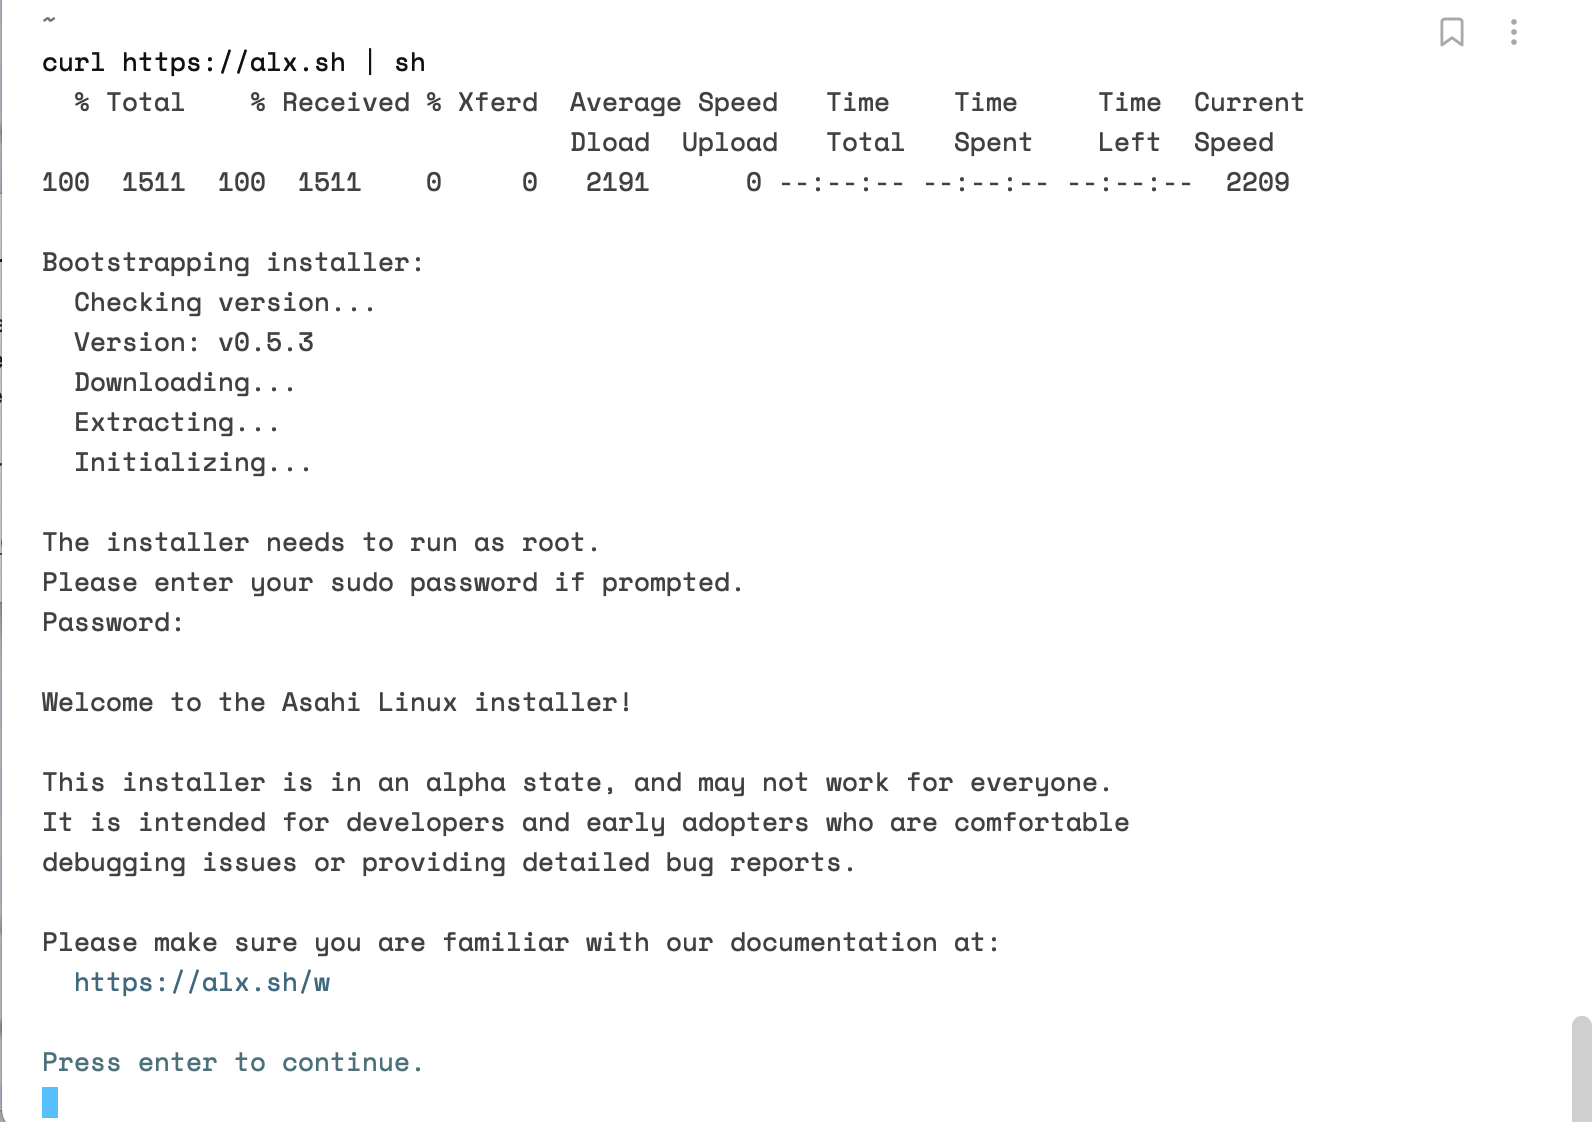 ~
curl https://alx.sh | sh
  % Total    % Received % Xferd  Average Speed   Time    Time     Time  Current
                                 Dload  Upload   Total   Spent    Left  Speed
100  1511  100  1511    0     0   2191      0 --:--:-- --:--:-- --:--:--  2209
Bootstrapping installer:
  Checking version...
  Version: v0.5.3
  Downloading...
  Extracting...
  Initializing...
The installer needs to run as root.
Please enter your sudo password if prompted.
Password:
Welcome to the Asahi Linux installer!
This installer is in an alpha state, and may not work for everyone.
It is intended for developers and early adopters who are comfortable
debugging issues or providing detailed bug reports.
Please make sure you are familiar with our documentation at:
  https://alx.sh/w
Press enter to continue.